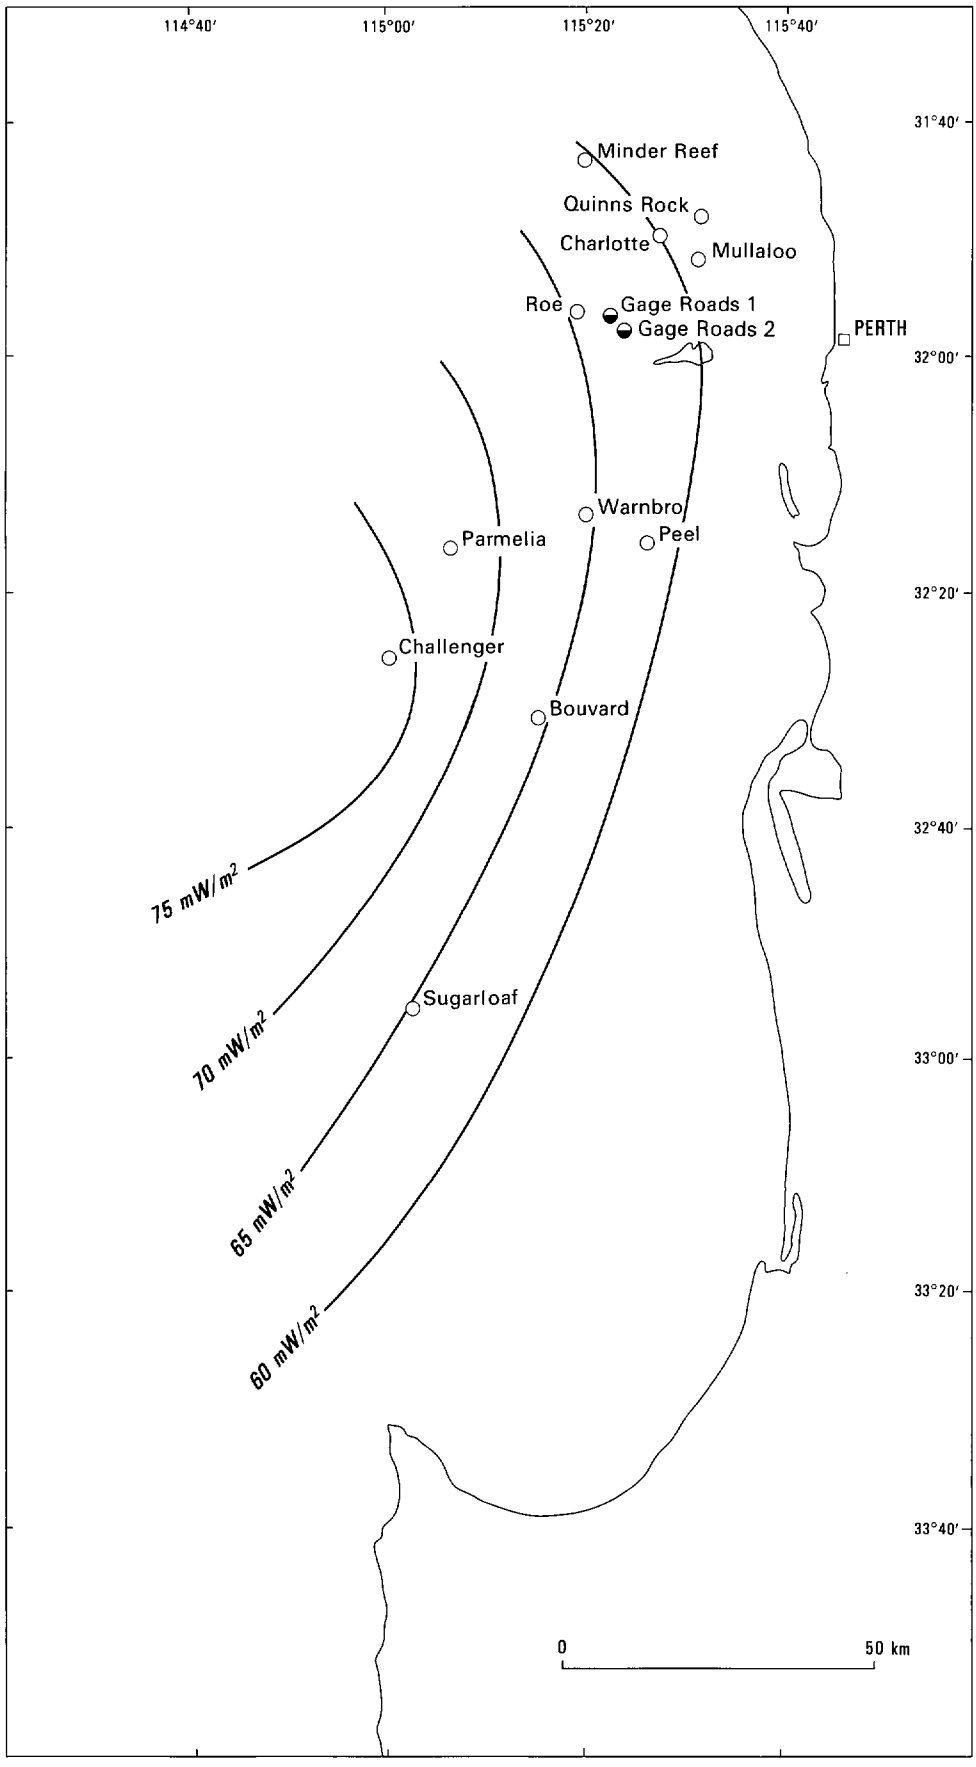 114°40′
115°00′
115°20′
115°40′
31°40′
Minder Reef
Quinns Rock
Charlotte
Mullaloo
Roe
Gage Roads 1
Gage Roads 2
PERTH
32°00′
Warnbro
Peel
Parmelia
32°20′
Challenger
Bouvard
32°40′
75 mW/m²
Sugarloaf
70 mW/m²
33°00′
65 mW/m²
33°20′
60 mW/m²
33°40′
0
50 km